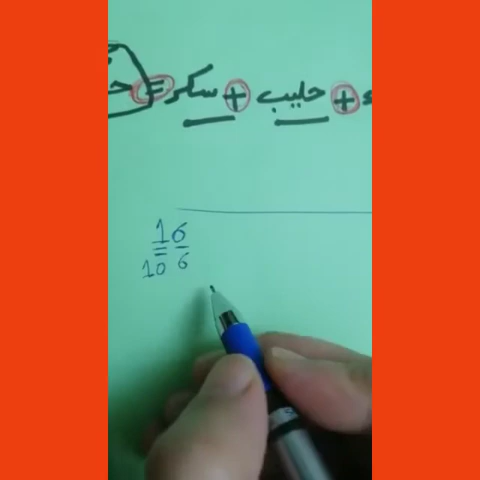 + حليب + سكر =
16
10 6